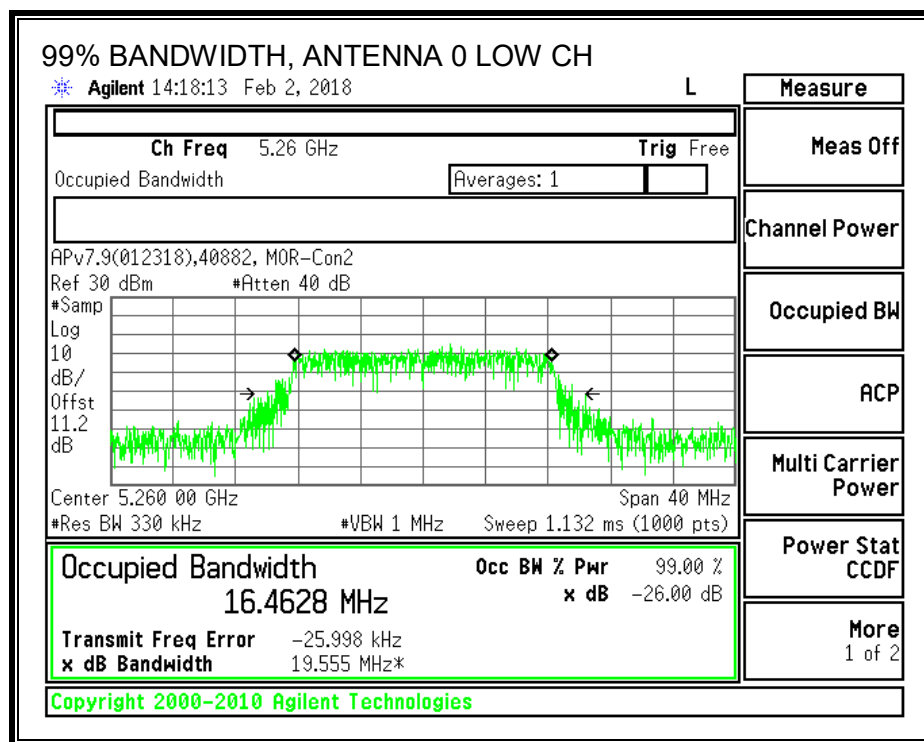 99% BANDWIDTH, ANTENNA 0 LOW CH
Agilent 14:18:13 Feb 2, 2018 L
Measure
Ch Freq 5.26 GHz Trig Free
Meas Off
Occupied Bandwidth Averages: 1
Channel Power
APv7.9(012318),40882, MOR-Con2
Ref 30 dBm #Atten 40 dB
#Samp
Log
10
dB/
Offst
11.2
dB
Occupied BW
ACP
Multi Carrier
Power
Center 5.260 00 GHz Span 40 MHz
#Res BW 330 kHz #VBW 1 MHz Sweep 1.132 ms (1000 pts)
Power Stat
CCDF
Occupied Bandwidth Occ BW % Pwr 99.00 %
16.4628 MHz x dB -26.00 dB
Transmit Freq Error -25.998 kHz
x dB Bandwidth 19.555 MHz*
More
1 of 2
Copyright 2000-2010 Agilent Technologies